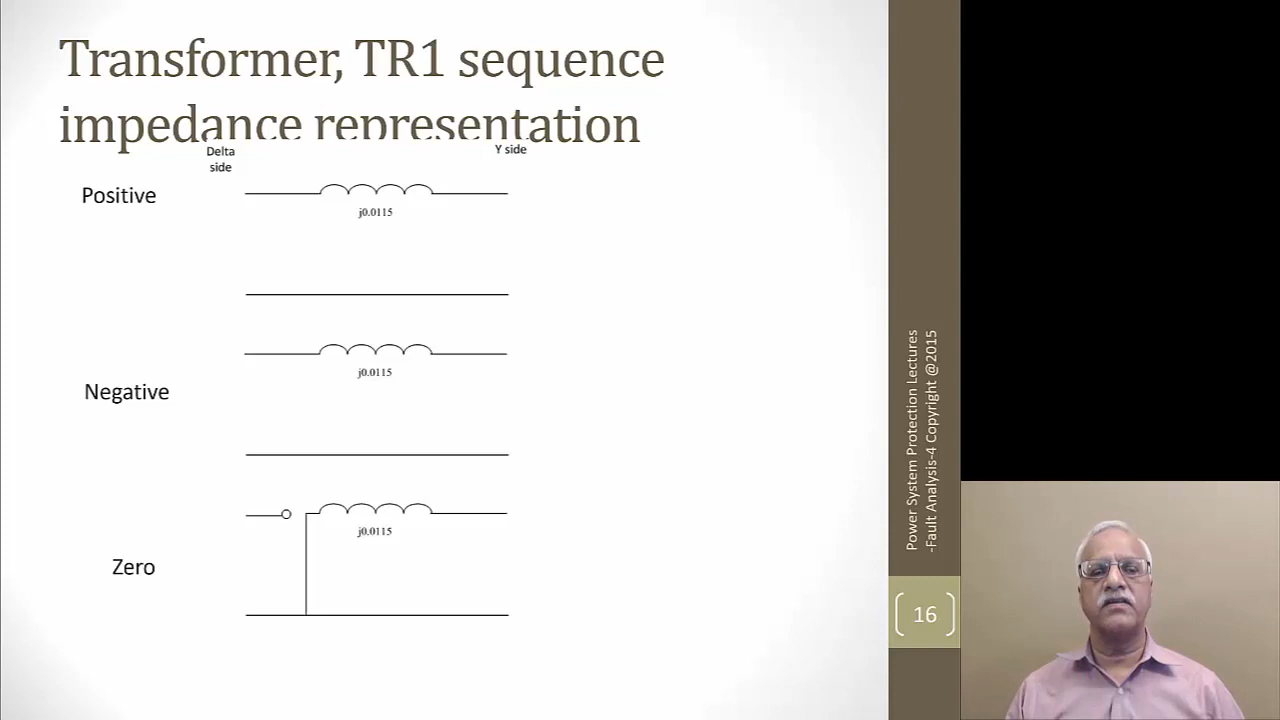 Transformer, TR1 sequence
impedance representation
Delta
side
Y side
Positive
j0.0115
Negative
j0.0115
Zero
j0.0115
Power System Protection Lectures
-Fault Analysis-4 Copyright @2015
16